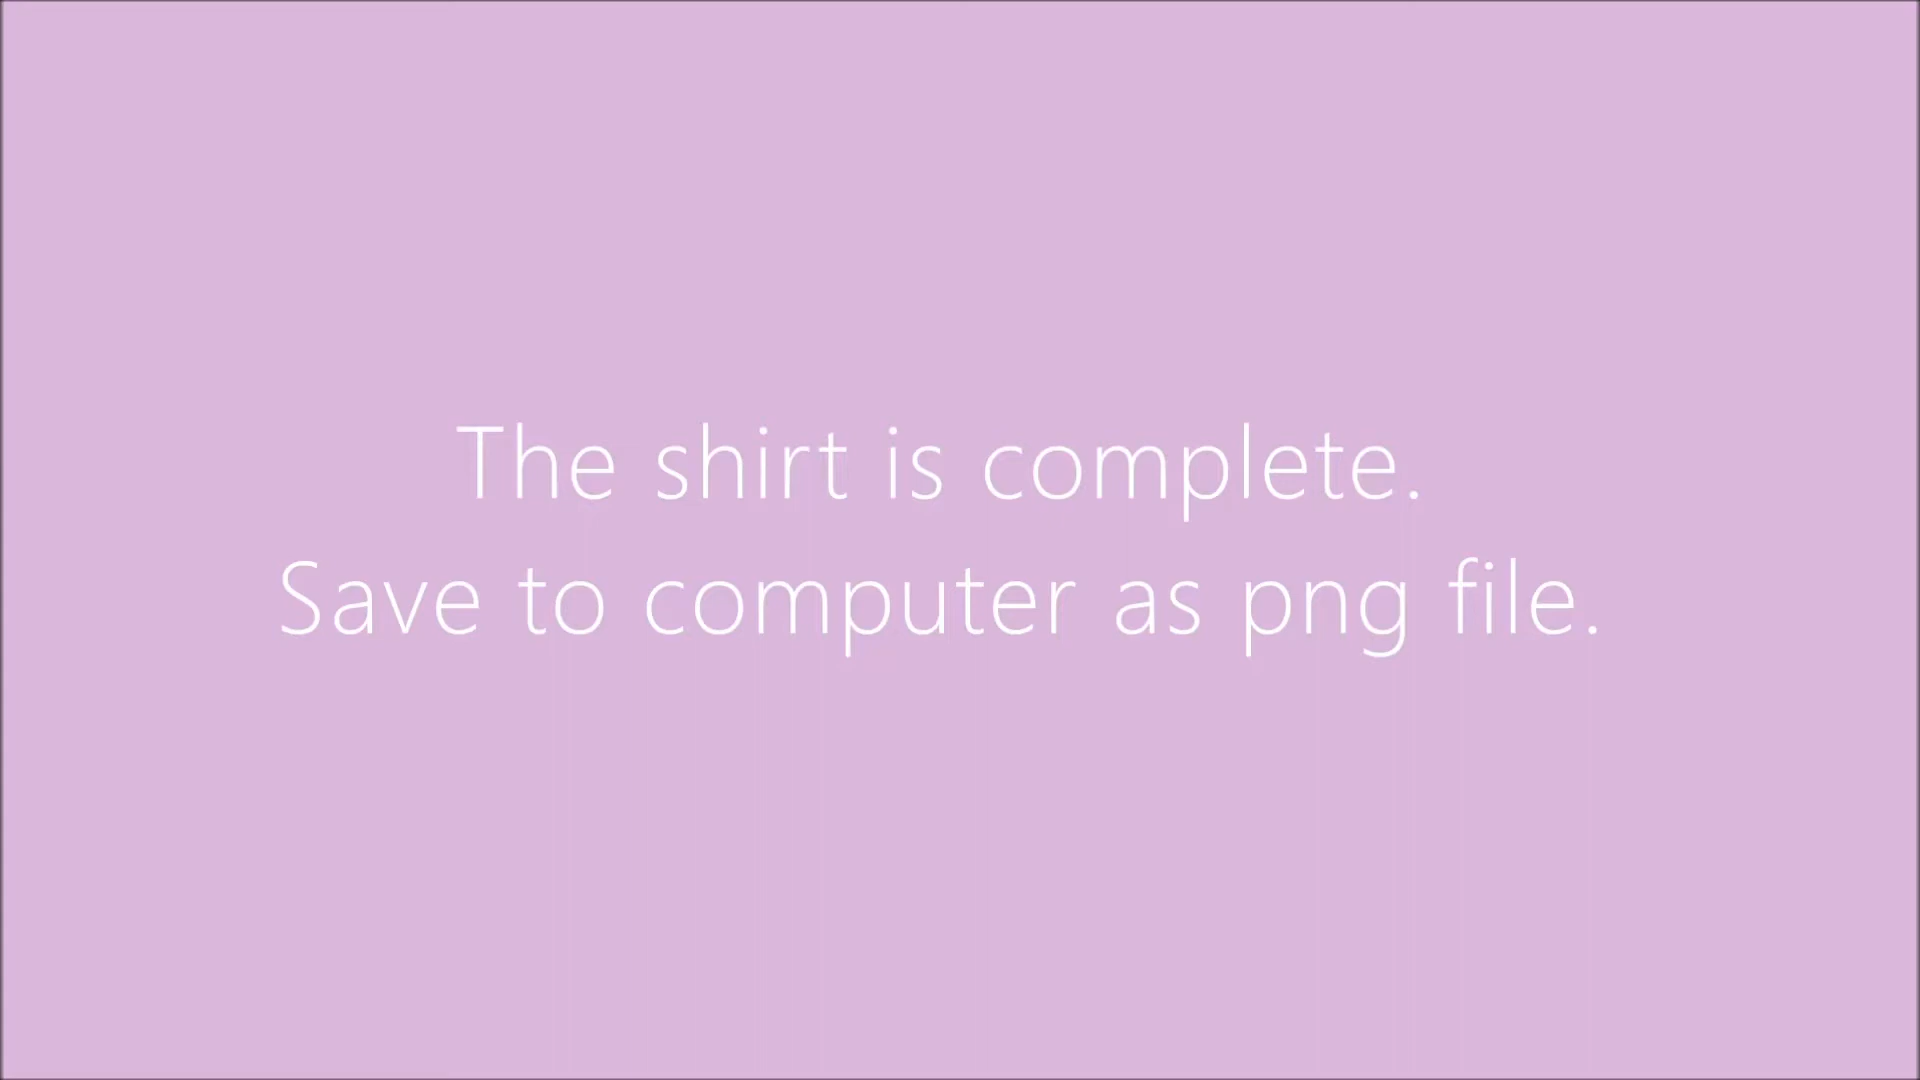 The shirt is complete.
Save to computer as png file.